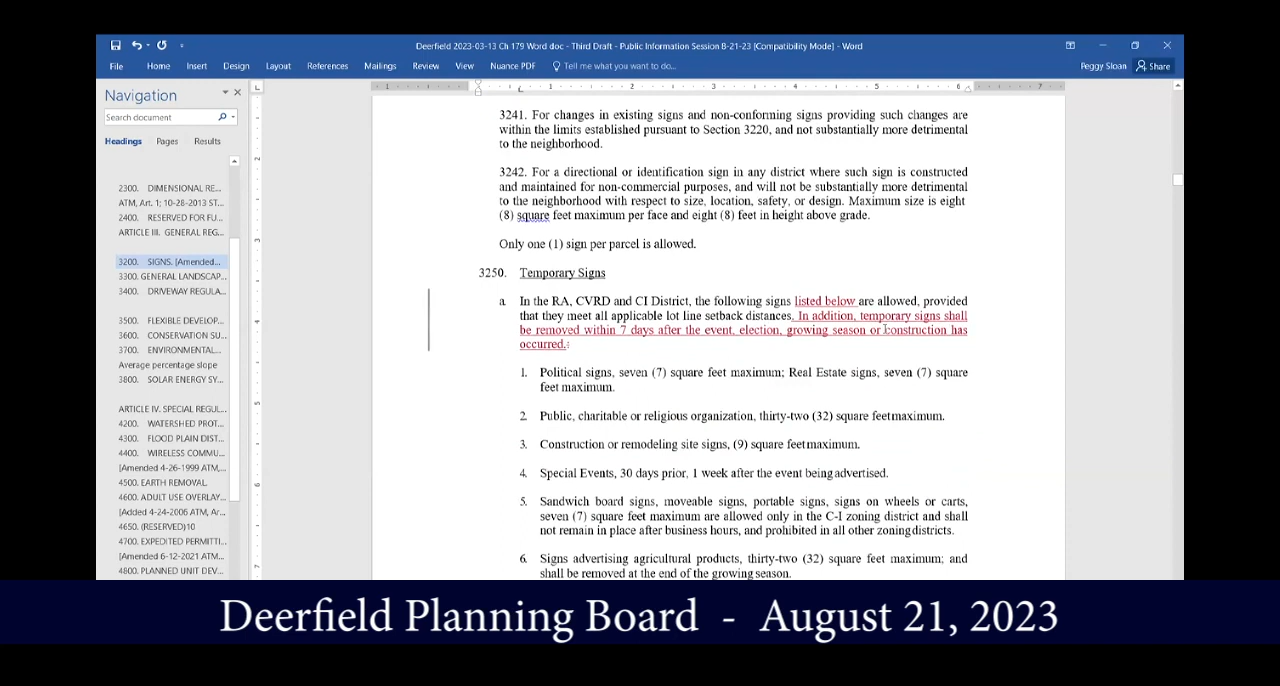 Deerfield 2023-03-13 Ch 179 Word doc - Third Draft - Public Information Session 8-21-23 [Compatibility Mode] - Word
File Home Insert Design Layout References Mailings Review View Nuance PDF Tell me what you want to do... Peggy Sloan Share
Navigation
Search document
Headings Pages Results
2300. DIMENSIONAL RE...
ATM, Art. 1; 10-28-2013 ST...
2400. RESERVED FOR FU...
ARTICLE III. GENERAL REG...
3200. SIGNS. [Amended...
3300. GENERAL LANDSCAP...
3400. DRIVEWAY REGULA...
3500. FLEXIBLE DEVELOP...
3600. CONSERVATION SU...
3700. ENVIRONMENTAL...
Average percentage slope
3800. SOLAR ENERGY SY...
ARTICLE IV. SPECIAL REGUL...
4200. WATERSHED PROT...
4300. FLOOD PLAIN DIST...
4400. WIRELESS COMMU...
[Amended 4-26-1999 ATM,...
4500. EARTH REMOVAL.
4600. ADULT USE OVERLAY...
[Added 4-24-2006 ATM, Ar...
4650. (RESERVED)10
4700. EXPEDITED PERMITTI...
[Amended 6-12-2021 ATM...
4800. PLANNED UNIT DEV...
3241. For changes in existing signs and non-conforming signs providing such changes are
within the limits established pursuant to Section 3220, and not substantially more detrimental
to the neighborhood.
3242. For a directional or identification sign in any district where such sign is constructed
and maintained for non-commercial purposes, and will not be substantially more detrimental
to the neighborhood with respect to size, location, safety, or design. Maximum size is eight
(8) square feet maximum per face and eight (8) feet in height above grade.
Only one (1) sign per parcel is allowed.
3250. Temporary Signs
a. In the RA, CVRD and CI District, the following signs listed below are allowed, provided
that they meet all applicable lot line setback distances. In addition, temporary signs shall
be removed within 7 days after the event, election, growing season or construction has
occurred.:
1. Political signs, seven (7) square feet maximum; Real Estate signs, seven (7) square
feet maximum.
2. Public, charitable or religious organization, thirty-two (32) square feet maximum.
3. Construction or remodeling site signs, (9) square feet maximum.
4. Special Events, 30 days prior, 1 week after the event being advertised.
5. Sandwich board signs, moveable signs, portable signs, signs on wheels or carts,
seven (7) square feet maximum are allowed only in the C-I zoning district and shall
not remain in place after business hours, and prohibited in all other zoning districts.
6. Signs advertising agricultural products, thirty-two (32) square feet maximum; and
shall be removed at the end of the growing season.
Deerfield Planning Board - August 21, 2023